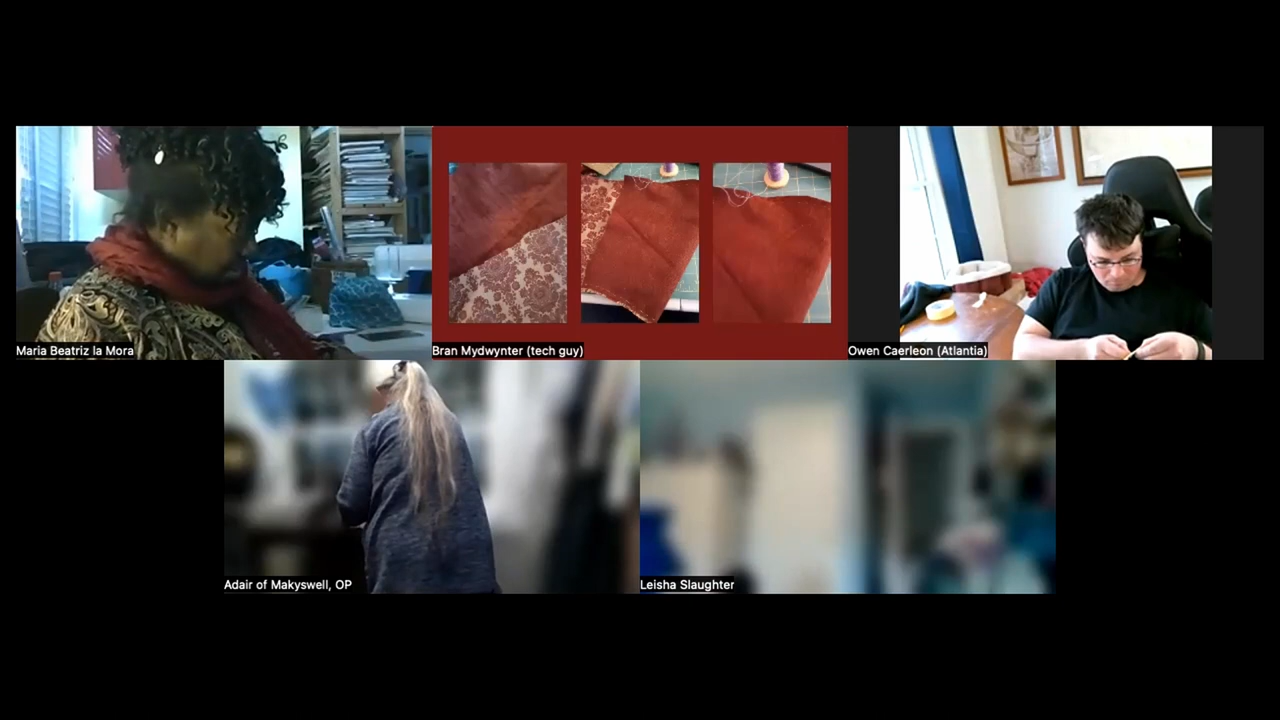 Maria Beatriz la Mora
Bran Mydwynter (tech guy)
Owen Caerleon (Atlantia)
Adair of Makyswell, OP
Leisha Slaughter